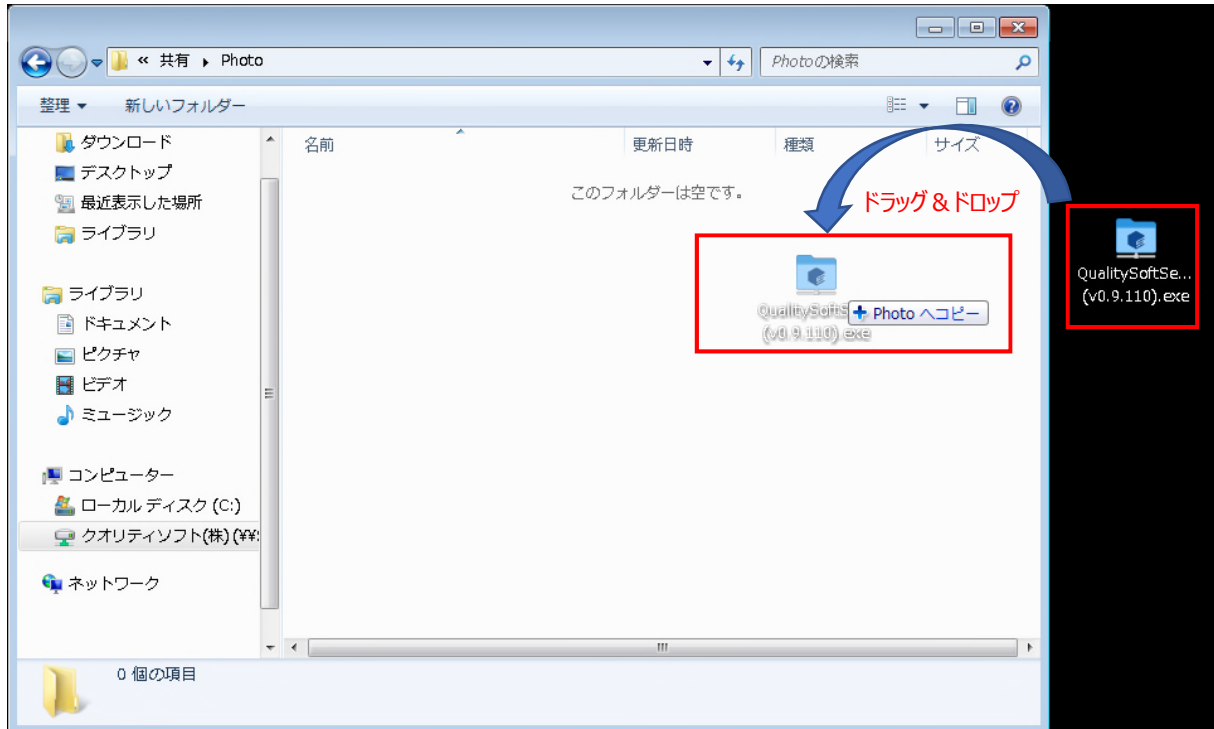 « 共有 ▸ Photo
Photoの検索
整理 ▼ 新しいフォルダー
ダウンロード
デスクトップ
最近表示した場所
ライブラリ
ライブラリ
ドキュメント
ピクチャ
ビデオ
ミュージック
コンピューター
ローカル ディスク (C:)
クオリティソフト(株) (¥¥
ネットワーク
名前 更新日時 種類 サイズ
このフォルダーは空です。
ドラッグ＆ドロップ
QualitySoftS
+ Photo へコピー
(v0.9.110).exe
QualitySoftSe...
(v0.9.110).exe
0 個の項目